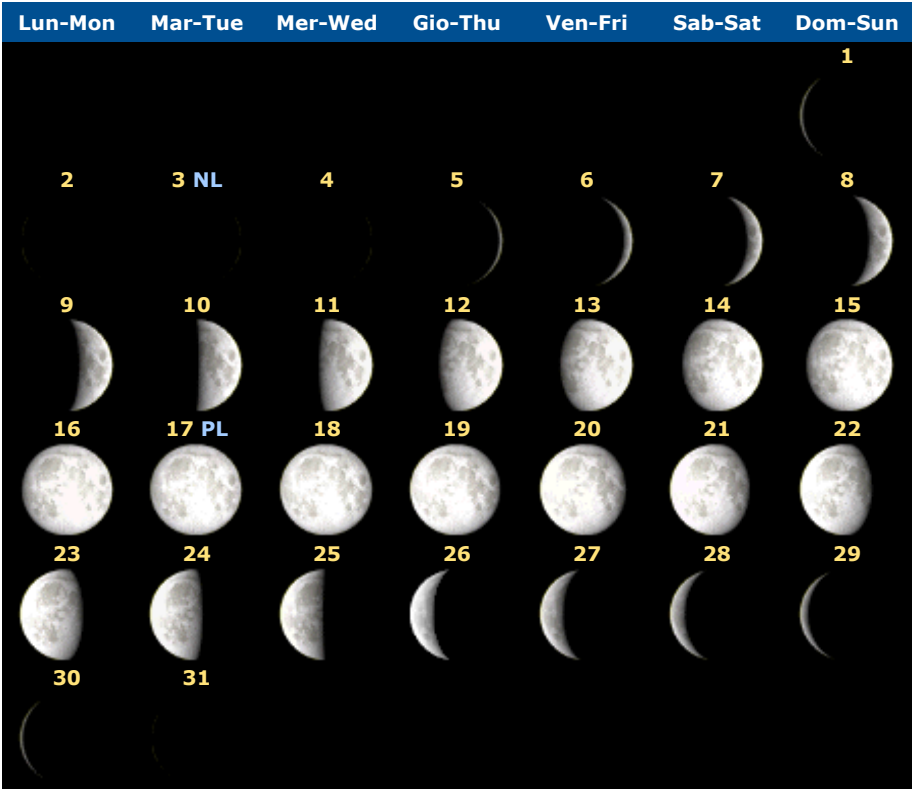 Lun-Mon Mar-Tue Mer-Wed Gio-Thu Ven-Fri Sab-Sat Dom-Sun
1
2 3 NL 4 5 6 7 8
9 10 11 12 13 14 15
16 17 PL 18 19 20 21 22
23 24 25 26 27 28 29
30 31